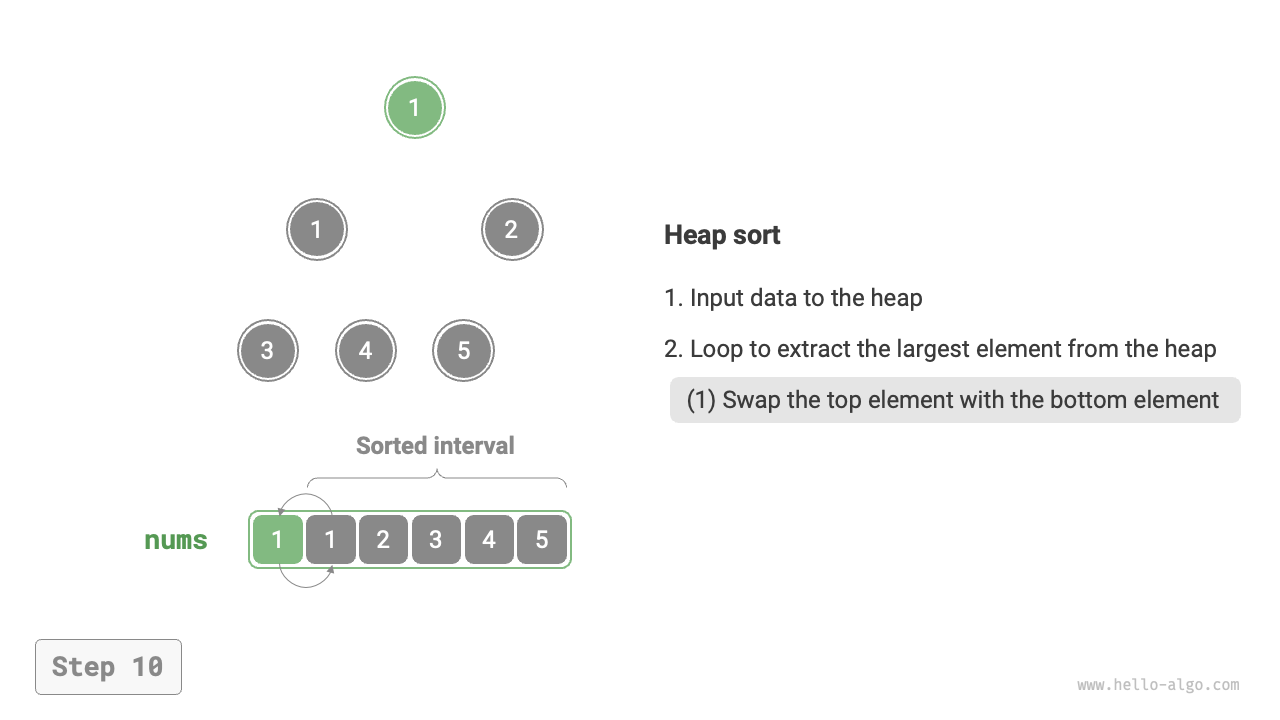 1
1 2
3 4 5
Heap sort
1. Input data to the heap
2. Loop to extract the largest element from the heap
(1) Swap the top element with the bottom element
Sorted interval
nums 1 1 2 3 4 5
Step 10
www.hello-algo.com